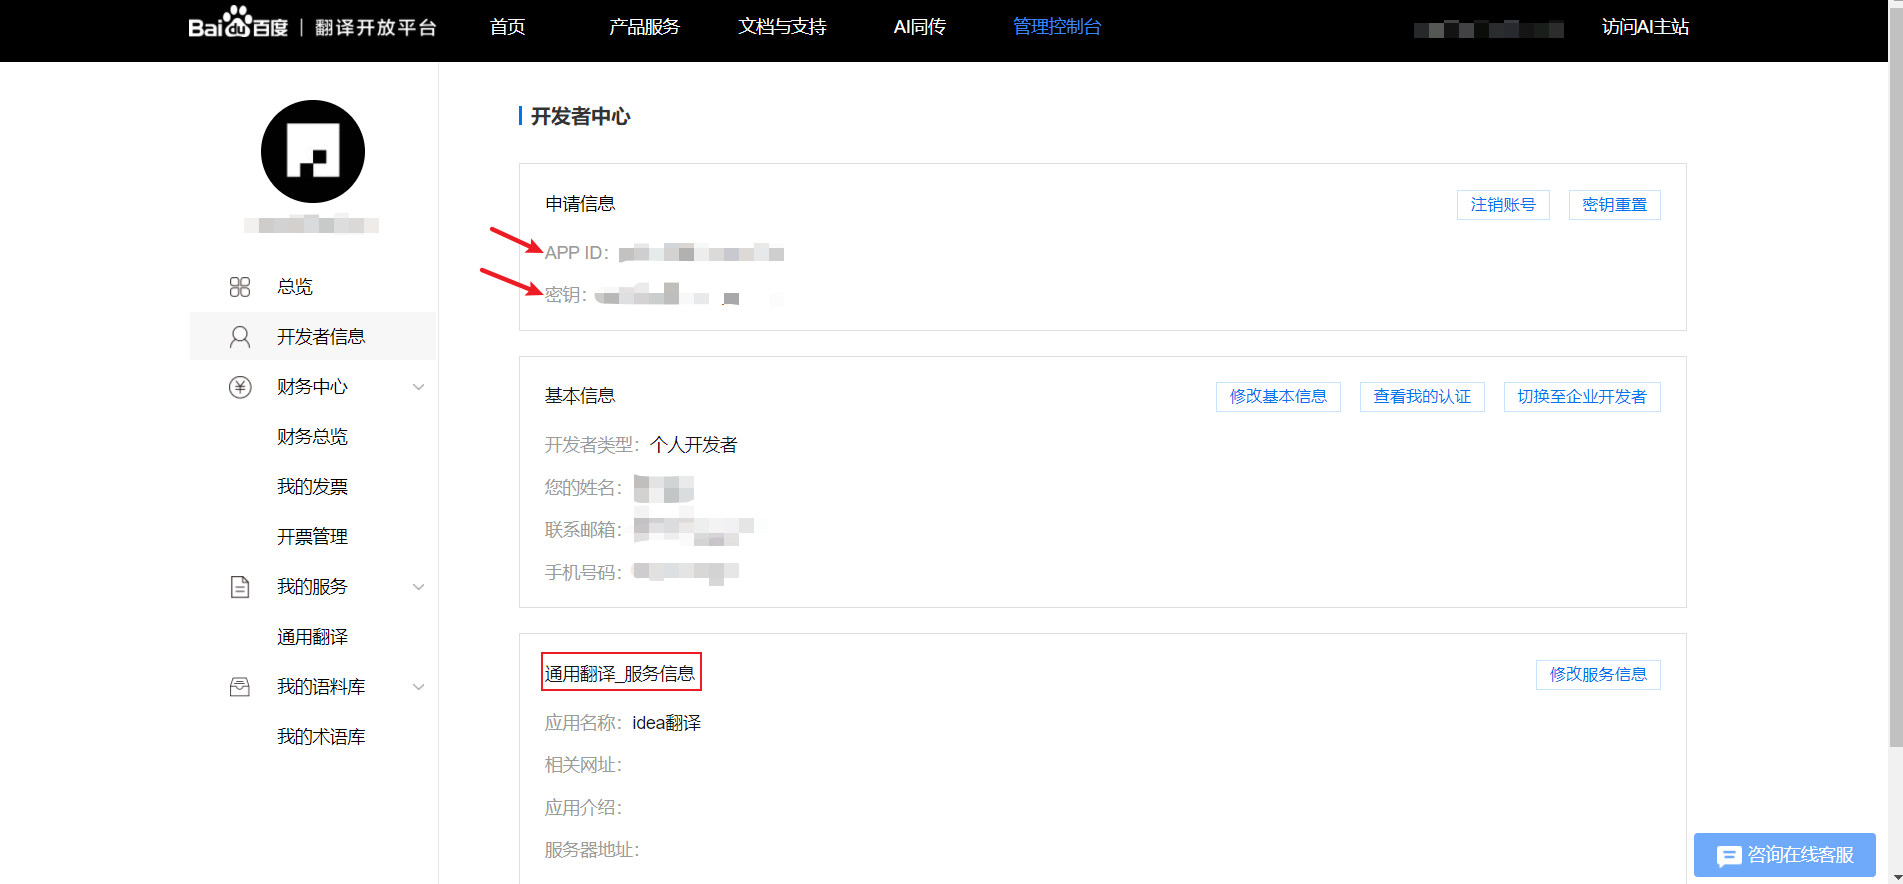 Bai du 百度 | 翻译开放平台
首页
产品服务
文档与支持
AI同传
管理控制台
访问AI主站
总览
开发者信息
财务中心
财务总览
我的发票
开票管理
我的服务
通用翻译
我的语料库
我的术语库
开发者中心
申请信息
注销账号
密钥重置
APP ID:
密钥:
基本信息
修改基本信息
查看我的认证
切换至企业开发者
开发者类型: 个人开发者
您的姓名:
联系邮箱:
手机号码:
通用翻译_服务信息
修改服务信息
应用名称: idea翻译
相关网址:
应用介绍:
服务器地址:
咨询在线客服